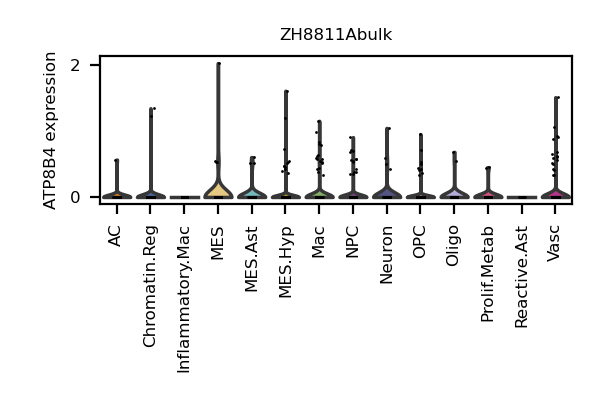 ZH8811Abulk
ATP8B4 expression
2
0
AC
Chromatin.Reg
Inflammatory.Mac
MES
MES.Ast
MES.Hyp
Mac
NPC
Neuron
OPC
Oligo
Prolif.Metab
Reactive.Ast
Vasc